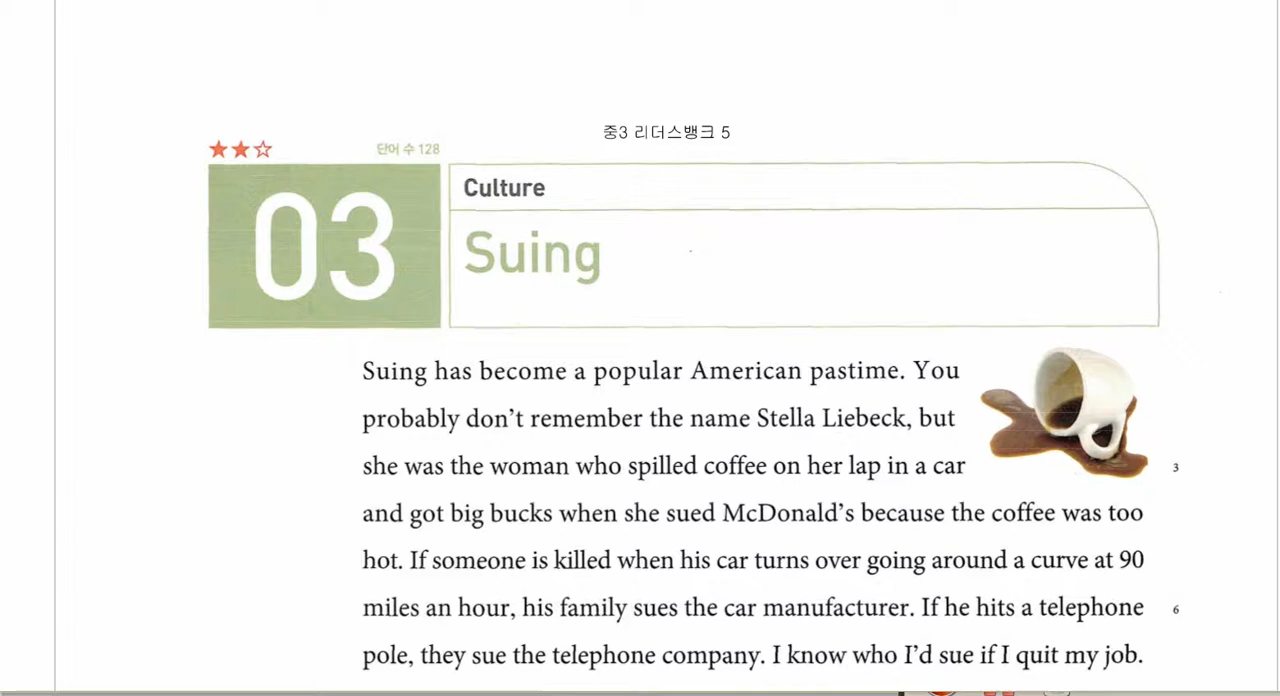 중3 리더스뱅크 5
단어 수 128
03
Culture
Suing
Suing has become a popular American pastime. You
probably don't remember the name Stella Liebeck, but
she was the woman who spilled coffee on her lap in a car
3
and got big bucks when she sued McDonald's because the coffee was too
hot. If someone is killed when his car turns over going around a curve at 90
miles an hour, his family sues the car manufacturer. If he hits a telephone
6
pole, they sue the telephone company. I know who I'd sue if I quit my job.